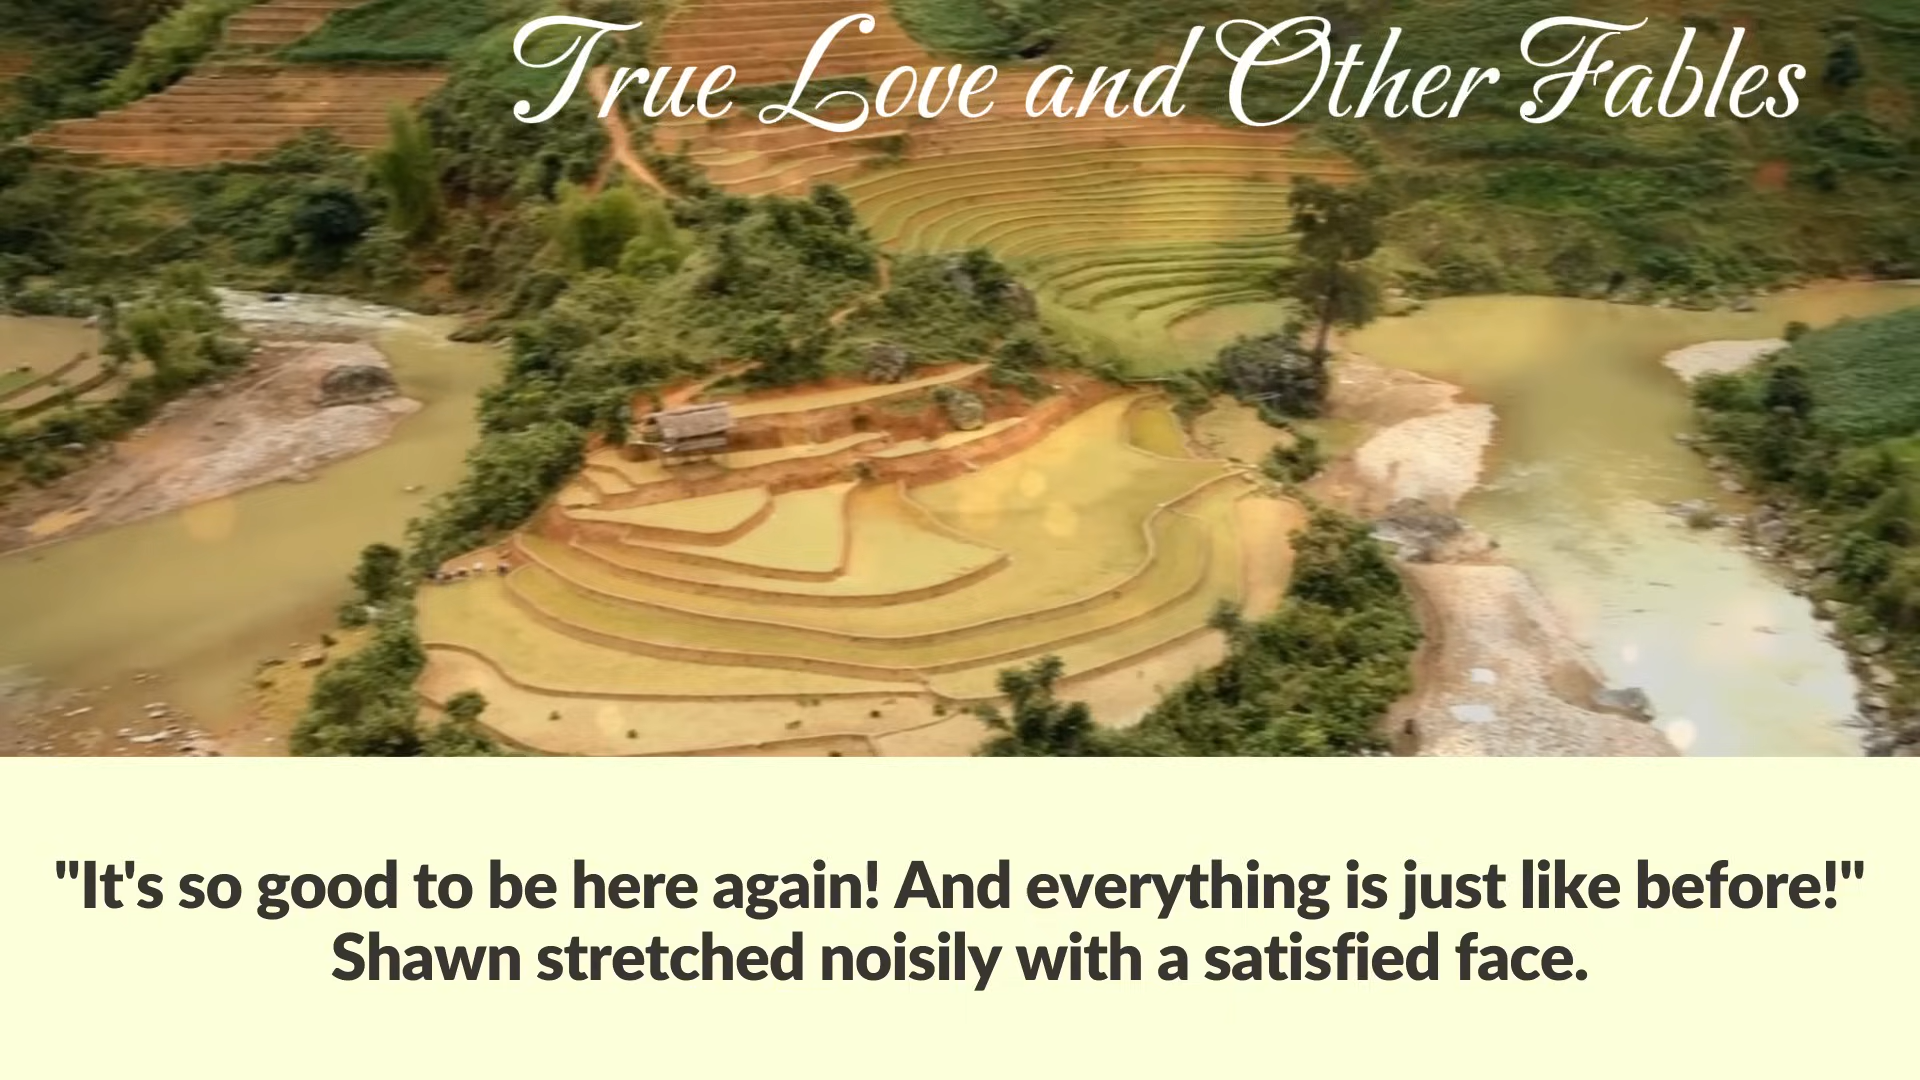 True Love and Other Fables
"It's so good to be here again! And everything is just like before!"
Shawn stretched noisily with a satisfied face.